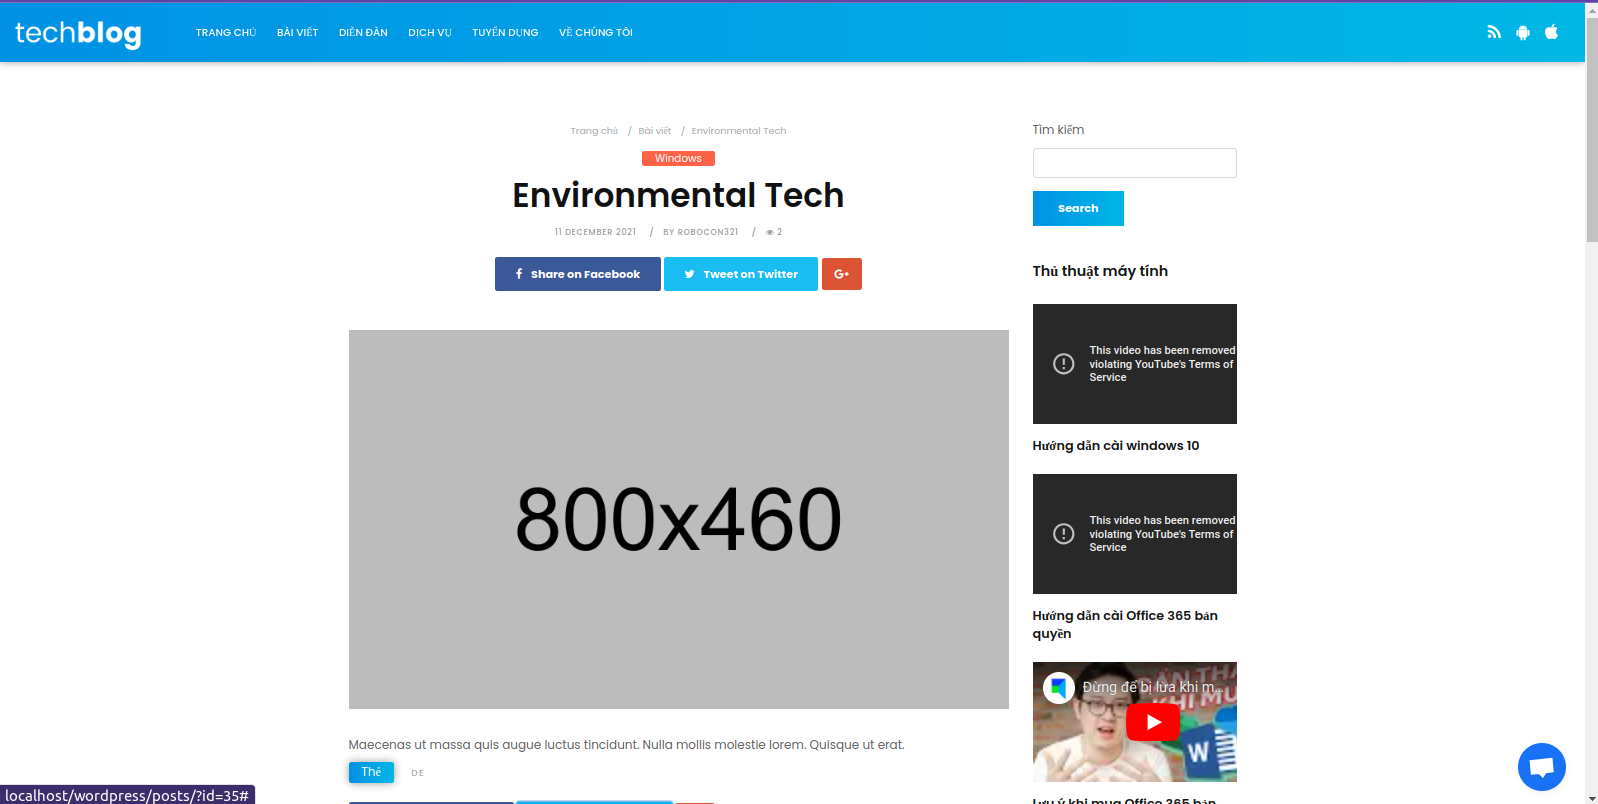 techblog
TRANG CHỦ BÀI VIẾT DIỄN ĐÀN DỊCH VỤ TUYỂN DỤNG VỀ CHÚNG TÔI
Trang chủ / Bài viết / Environmental Tech
Windows
Environmental Tech
11 DECEMBER 2021 / BY ROBOCON321 / 2
Share on Facebook Tweet on Twitter G+
800x460
Maecenas ut massa quis augue luctus tincidunt. Nulla mollis molestie lorem. Quisque ut erat.
Thẻ DE
Tìm kiếm
Search
Thủ thuật máy tính
This video has been removed
violating YouTube's Terms of
Service
Hướng dẫn cài windows 10
This video has been removed
violating YouTube's Terms of
Service
Hướng dẫn cài Office 365 bản
quyền
Đừng để bị lừa khi m...
KHI MU
W
Lưu ý khi mua Office 365 bản
localhost/wordpress/posts/?id=35#